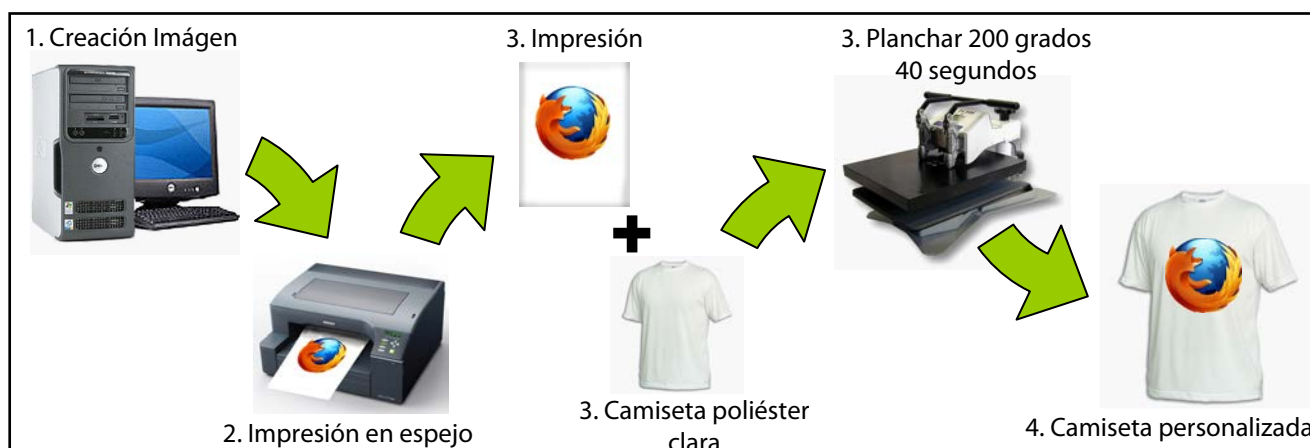 1. Creación Imágen
3. Impresión
3. Planchar 200 grados
40 segundos
2. Impresión en espejo
3. Camiseta poliéster
clara
4. Camiseta personalizada